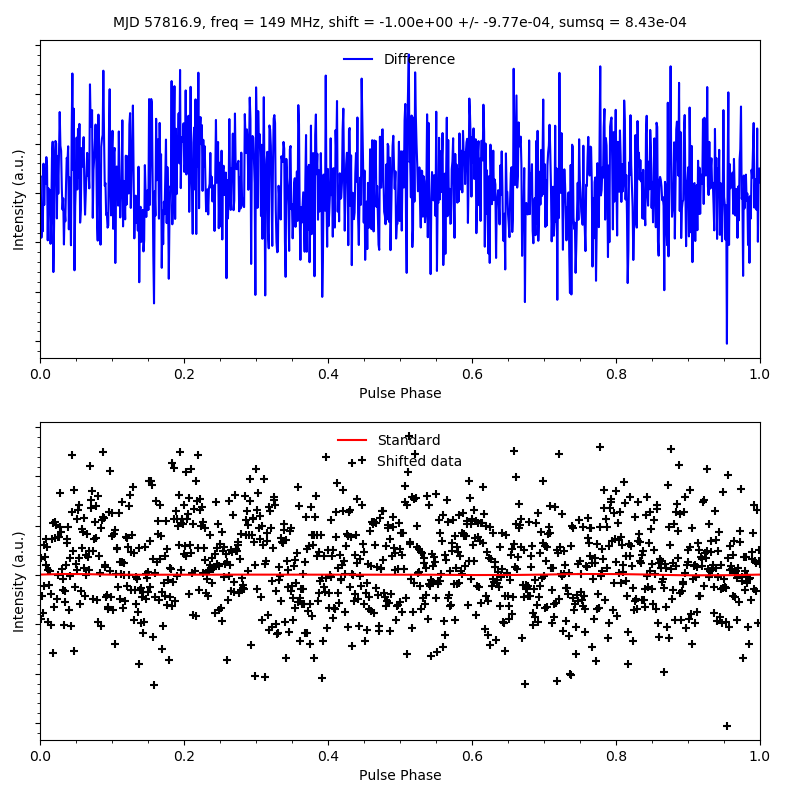 MJD 57816.9, freq = 149 MHz, shift = -1.00e+00 +/- -9.77e-04, sumsq = 8.43e-04
Difference
Intensity (a.u.)
0.0 0.2 0.4 0.6 0.8 1.0
Pulse Phase
Standard
Shifted data
Intensity (a.u.)
0.0 0.2 0.4 0.6 0.8 1.0
Pulse Phase